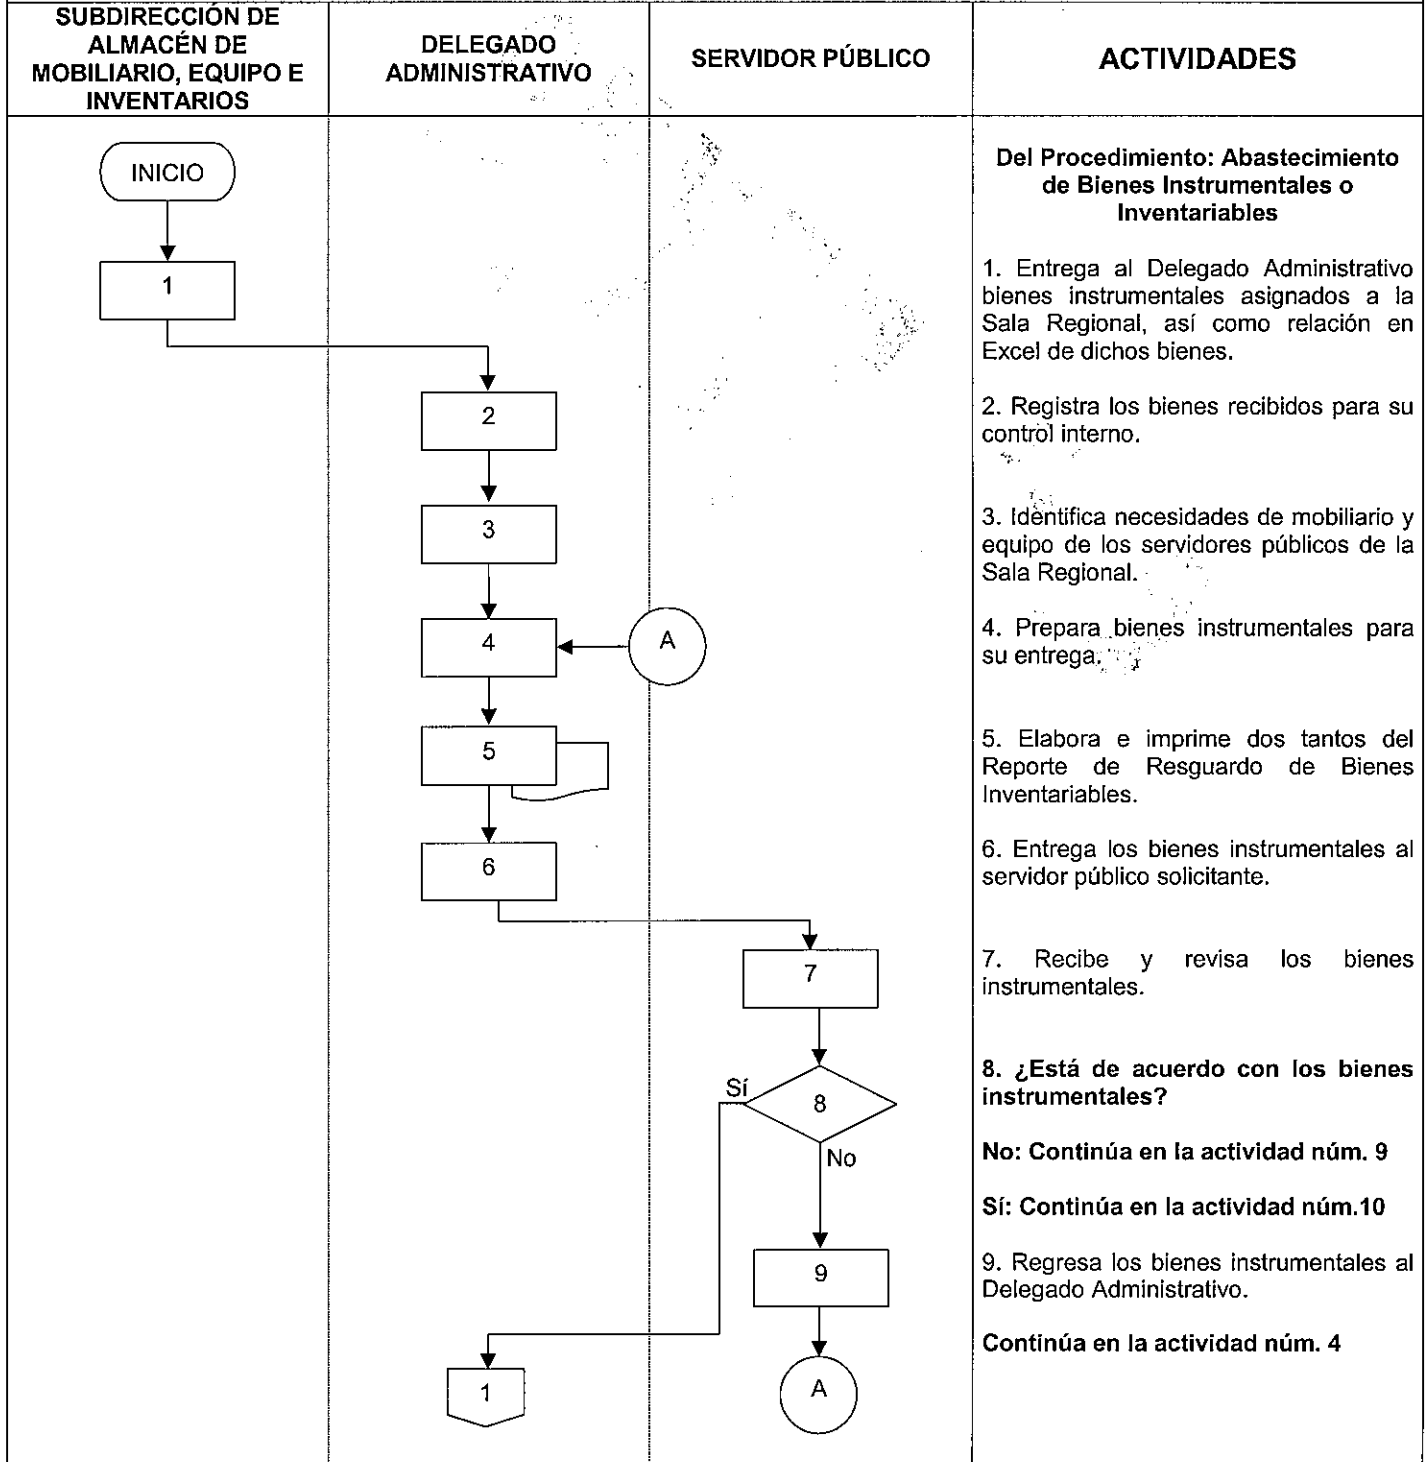 SUBDIRECCIÓN DE
ALMACÉN DE
MOBILIARIO, EQUIPO E
INVENTARIOS
DELEGADO
ADMINISTRATIVO
SERVIDOR PÚBLICO
ACTIVIDADES
INICIO
1
2
3
4
A
5
6
7
Sí
8
No
9
1
A
Del Procedimiento: Abastecimiento
de Bienes Instrumentales o
Inventariables
1. Entrega al Delegado Administrativo
bienes instrumentales asignados a la
Sala Regional, así como relación en
Excel de dichos bienes.
2. Registra los bienes recibidos para su
control interno.
3. Identifica necesidades de mobiliario y
equipo de los servidores públicos de la
Sala Regional.
4. Prepara bienes instrumentales para
su entrega.
5. Elabora e imprime dos tantos del
Reporte de Resguardo de Bienes
Inventariables.
6. Entrega los bienes instrumentales al
servidor público solicitante.
7. Recibe y revisa los bienes
instrumentales.
8. ¿Está de acuerdo con los bienes
instrumentales?
No: Continúa en la actividad núm. 9
Sí: Continúa en la actividad núm.10
9. Regresa los bienes instrumentales al
Delegado Administrativo.
Continúa en la actividad núm. 4